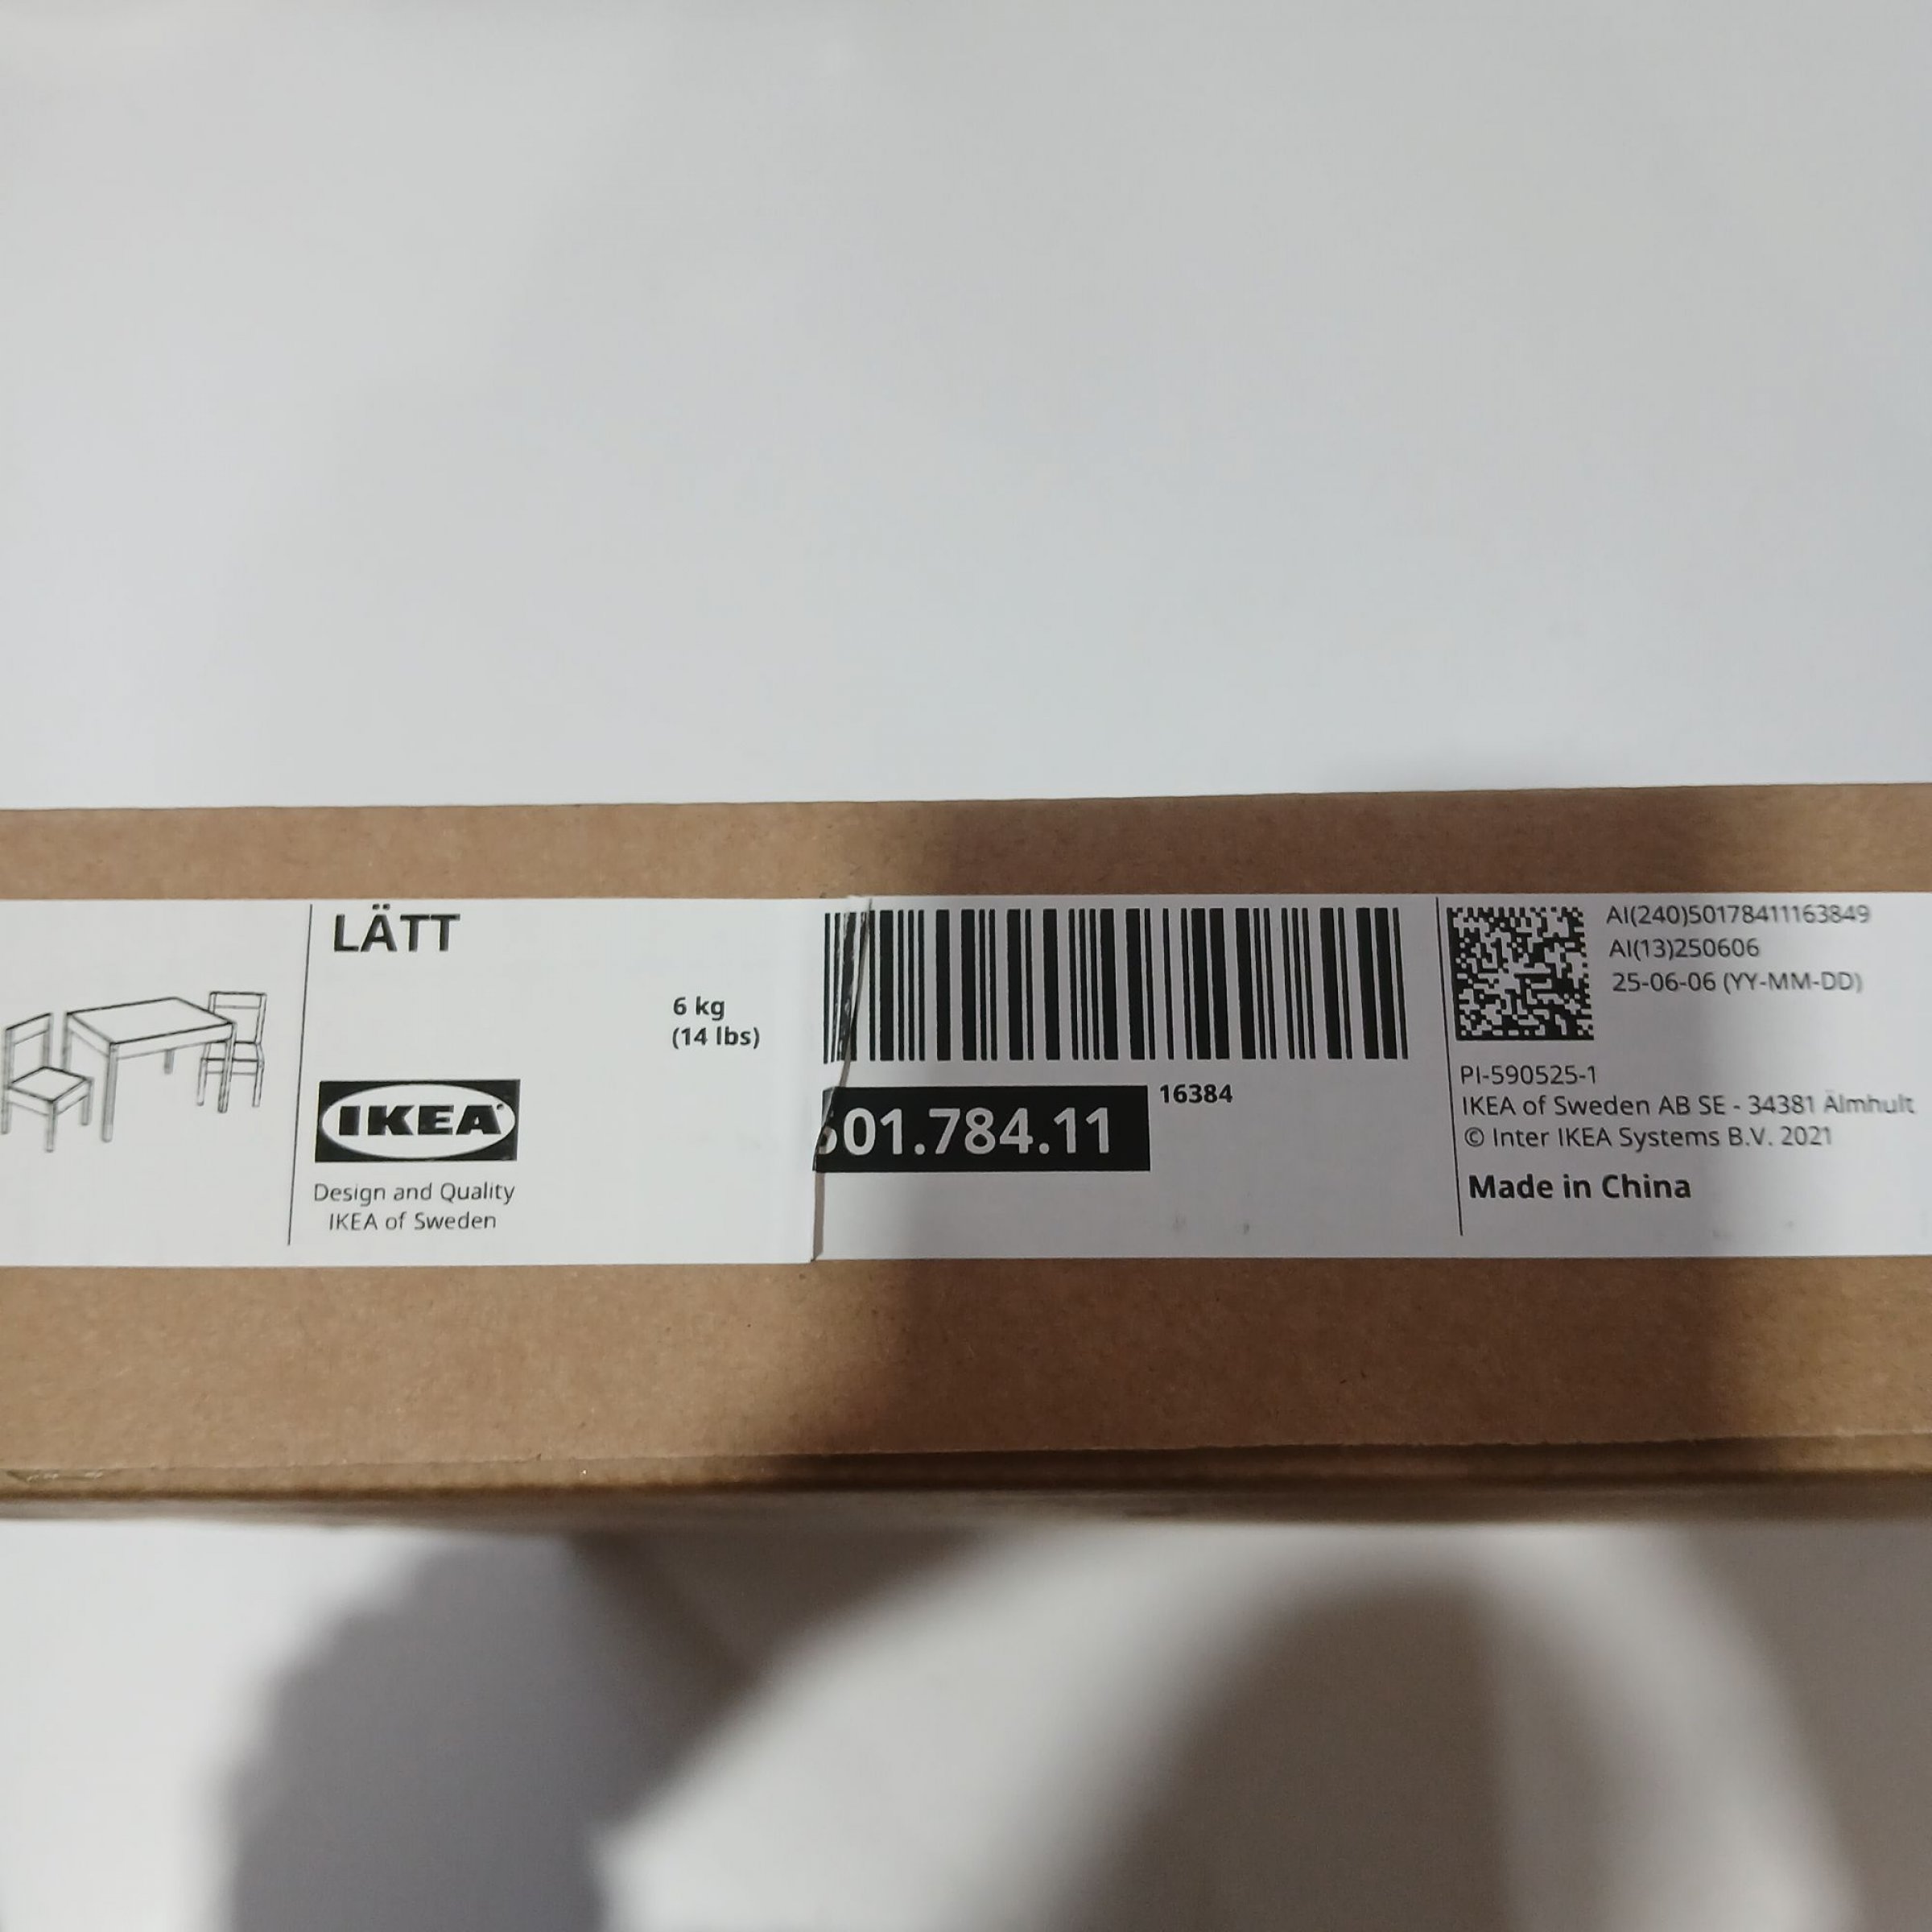 LÄTT
6 kg
(14 lbs)
IKEA
Design and Quality
IKEA of Sweden
01.784.11
16384
AI(240)50178411163849
AI(13)250606
25-06-06 (YY-MM-DD)
PI-590525-1
IKEA of Sweden AB SE - 34381 Älmhult
© Inter IKEA Systems B.V. 2021
Made in China